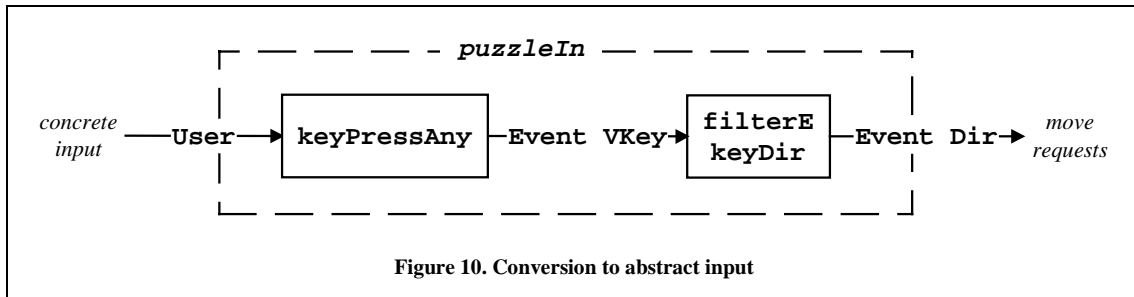 puzzleIn
concrete
input
User
keyPressAny
Event VKey
filterE
keyDir
Event Dir
move
requests
Figure 10. Conversion to abstract input